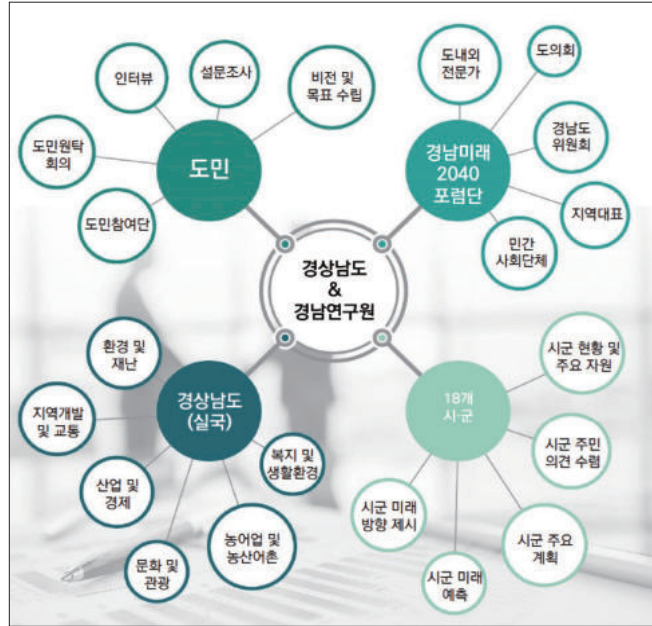 인터뷰
설문조사
비전 및
목표 수립
도민원탁
회의
도민참여단
도민
도내외
전문가
도의회
경남도
위원회
지역대표
민간
사회단체
경남미래
2040
포럼단
경상남도
&
경남연구원
환경 및
재난
지역개발
및 교통
산업 및
경제
문화 및
관광
농어업 및
농산어촌
복지 및
생활환경
경상남도
(실국)
18개
시·군
시군 현황 및
주요 자원
시군 주민
의견 수렴
시군 주요
계획
시군 미래
예측
시군 미래
방향 제시